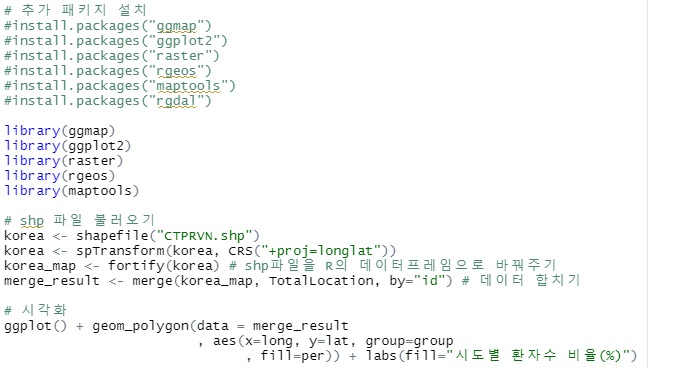 # 추가 패키지 설치
#install.packages("ggmap")
#install.packages("ggplot2")
#install.packages("raster")
#install.packages("rgeos")
#install.packages("maptools")
#install.packages("rgdal")

library(ggmap)
library(ggplot2)
library(raster)
library(rgeos)
library(maptools)

# shp 파일 불러오기
korea <- shapefile("CTPRVN.shp")
korea <- spTransform(korea, CRS("+proj=longlat"))
korea_map <- fortify(korea) # shp파일을 R의 데이터프레임으로 바꿔주기
merge_result <- merge(korea_map, TotalLocation, by="id") # 데이터 합치기

# 시각화
ggplot() + geom_polygon(data = merge_result
, aes(x=long, y=lat, group=group
, fill=per)) + labs(fill="시도별 환자수 비율(%)")